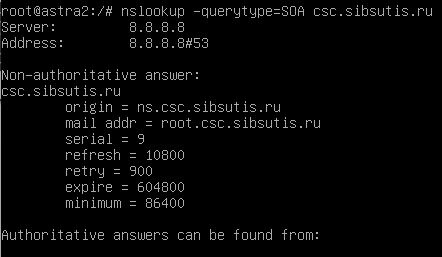 root@astra2:/# nslookup -querytype=SOA csc.sibsutis.ru
Server: 8.8.8.8
Address: 8.8.8.8#53
Non-authoritative answer:
csc.sibsutis.ru
origin = ns.csc.sibsutis.ru
mail addr = root.csc.sibsutis.ru
serial = 9
refresh = 10800
retry = 900
expire = 604800
minimum = 86400
Authoritative answers can be found from: